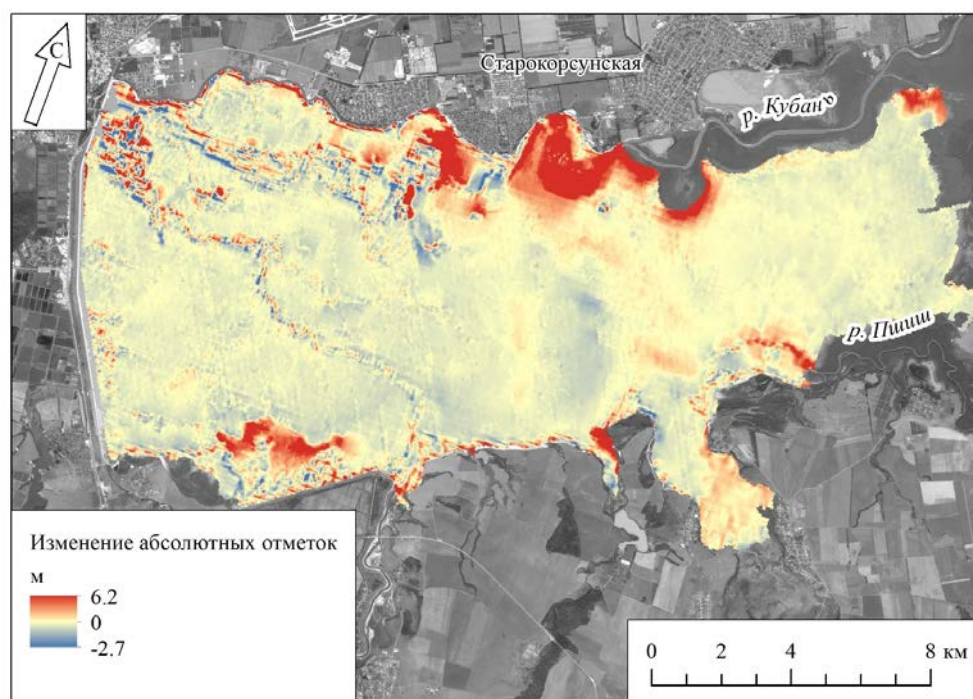 С
Старокорсунская
р. Кубань
р. Пшиш
Изменение абсолютных отметок
м
6.2
0
-2.7
0 2 4 8 км